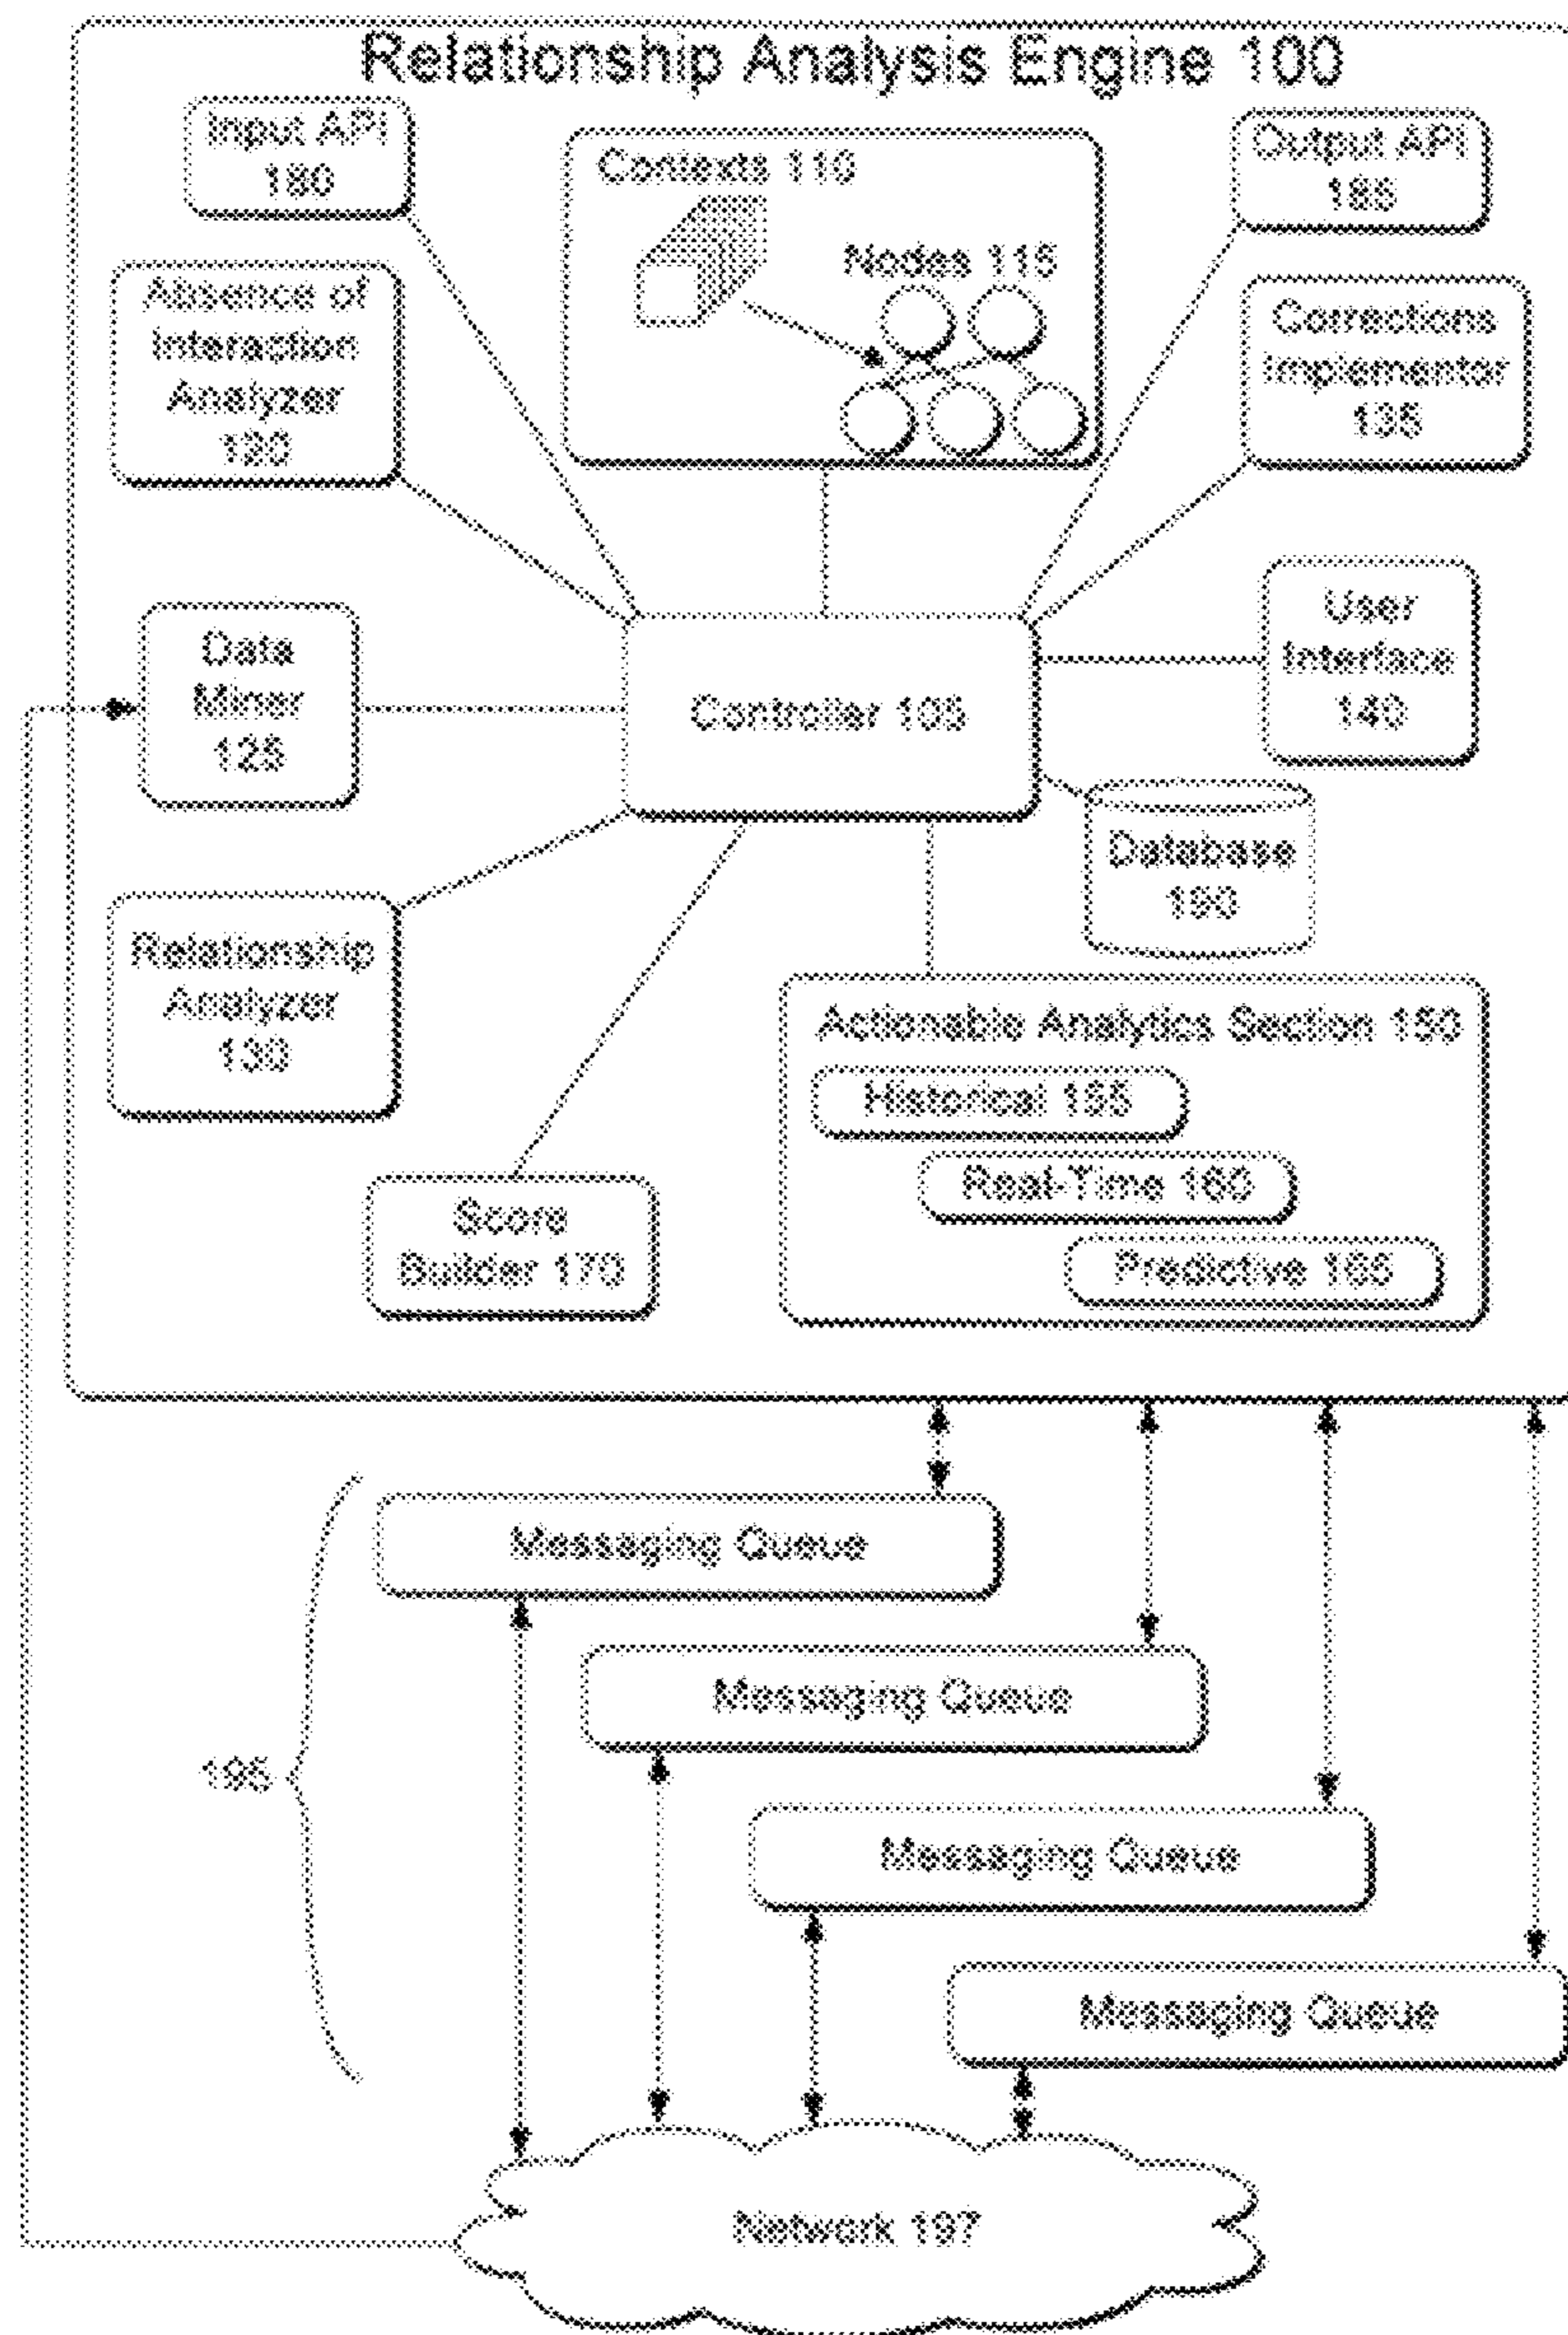 Relationship Analysis Engine 100
Input API
180
Contexts 110
Nodes 115
Output API
185
Absence of
Interaction
Analyzer
120
Corrections
Implementor
135
Data
Miner
125
Controller 105
User
Interface
140
Database
190
Relationship
Analyzer
130
Actionable Analytics Section 150
Historical 155
Real-Time 160
Predictive 165
Score
Builder 170
Messaging Queue
Messaging Queue
195
Messaging Queue
Messaging Queue
Network 197